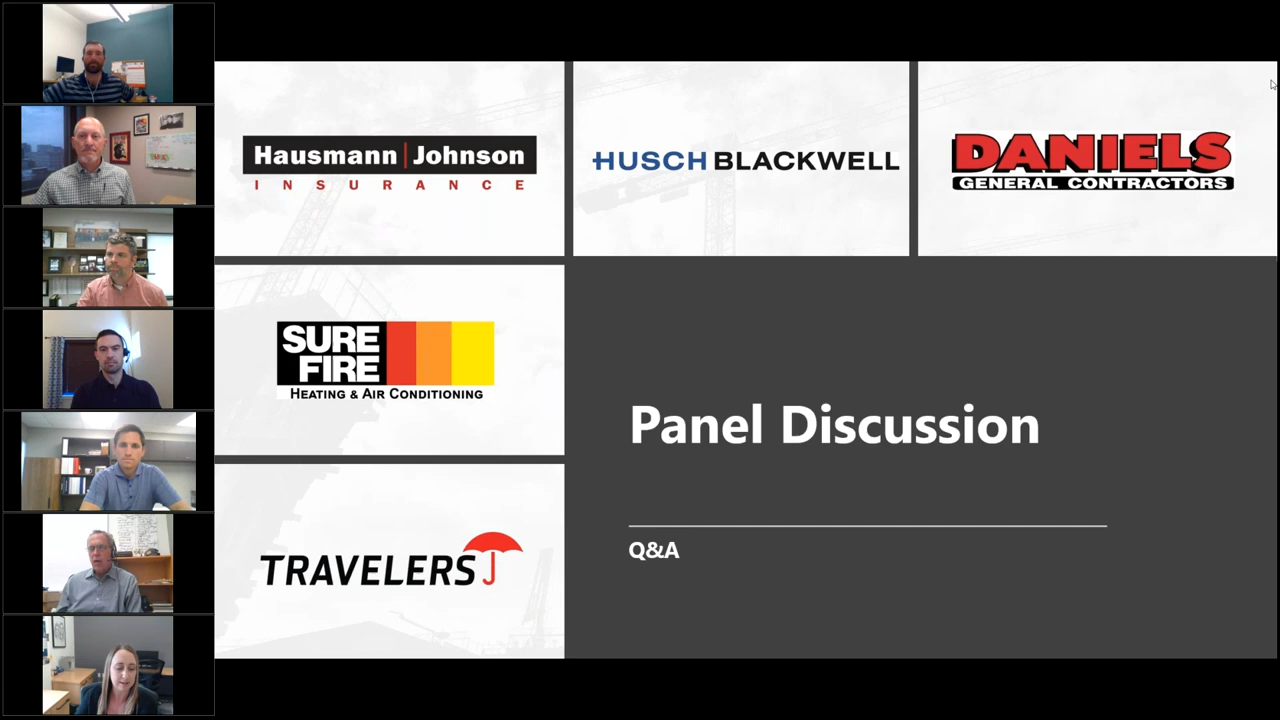 Hausmann | Johnson
INSURANCE
HUSCH BLACKWELL
DANIELS
GENERAL CONTRACTORS
SURE
FIRE
HEATING & AIR CONDITIONING
Panel Discussion
Q&A
TRAVELERS